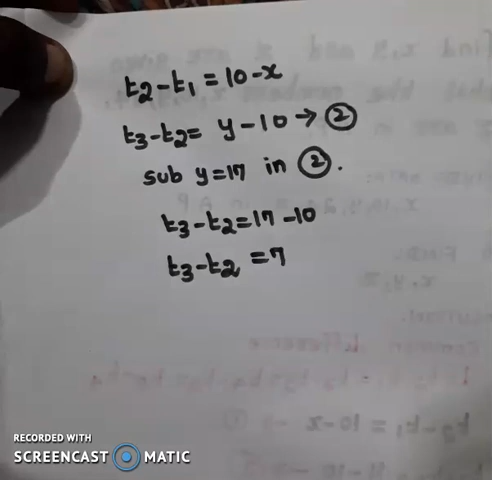 t2-t1=10-x
t3-t2= y-10→②
sub y=17 in ②.
t3-t2=17-10
t3-t2=7
RECORDED WITH
SCREENCAST MATIC